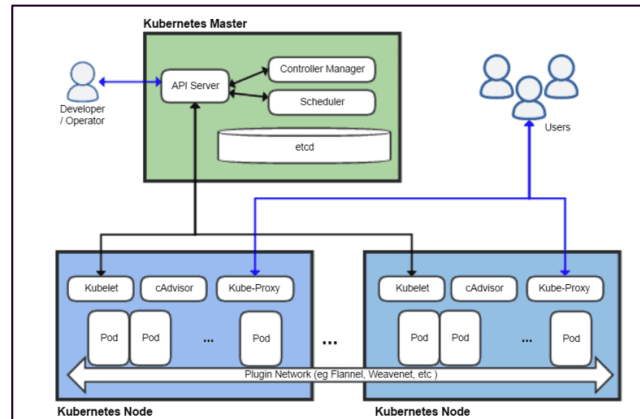 Kubernetes Master
API Server
Controller Manager
Scheduler
etcd
Developer
/ Operator
Users
Kubelet
cAdvisor
Kube-Proxy
Pod
Pod
...
Pod
...
Kubelet
cAdvisor
Kube-Proxy
Pod
Pod
...
Pod
Plugin Network (eg Flannel, Weavenet, etc )
Kubernetes Node
Kubernetes Node